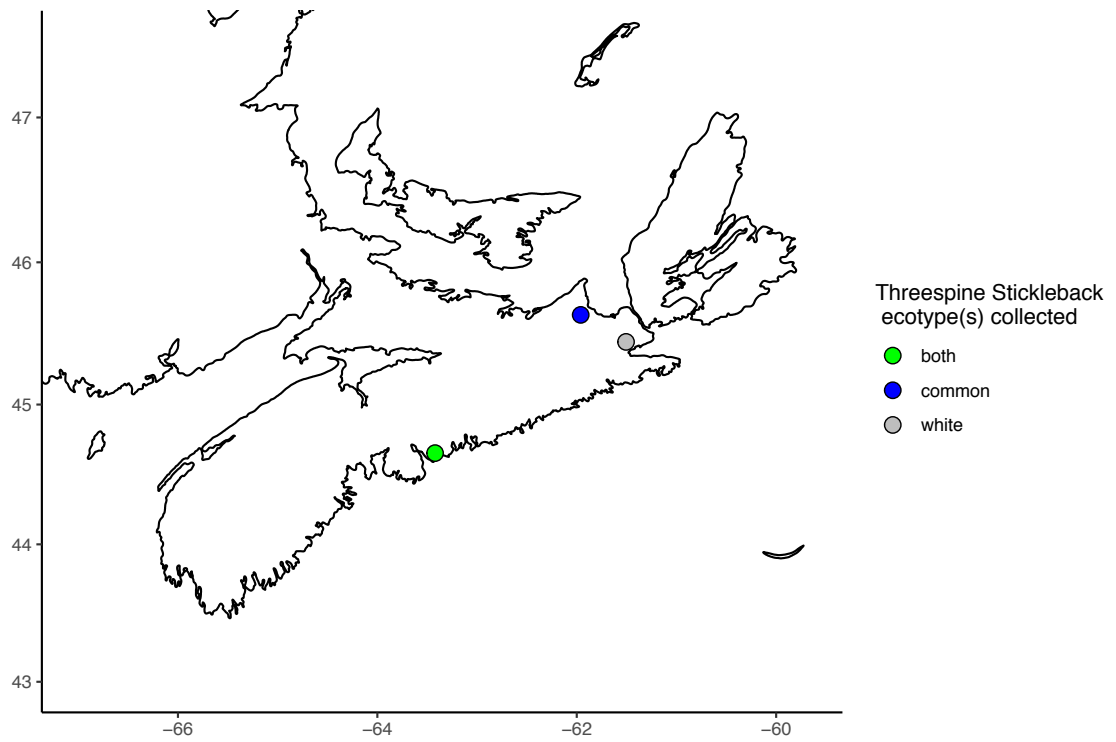 47
46
45
44
43
−66
−64
−62
−60
Threespine Stickleback
ecotype(s) collected
both
common
white